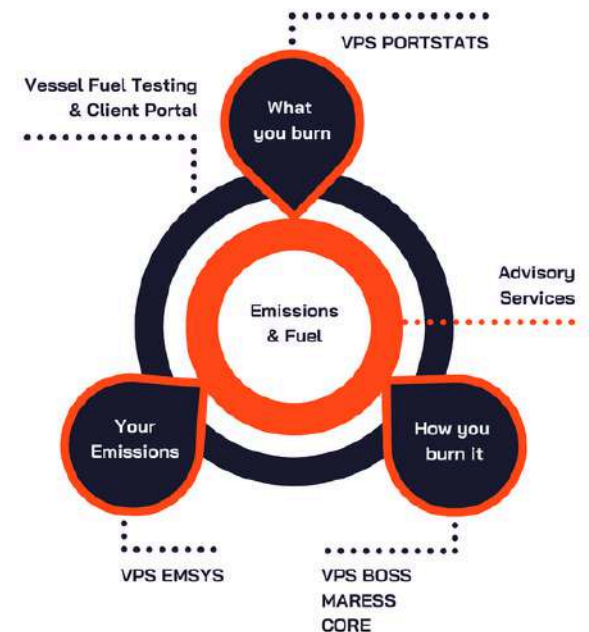 VPS PORTSTATS
Vessel Fuel Testing
& Client Portal
What
you burn
Advisory
Services
Emissions
& Fuel
Your
Emissions
How you
burn it
VPS EMSYS
VPS BOSS
MARESS
CORE